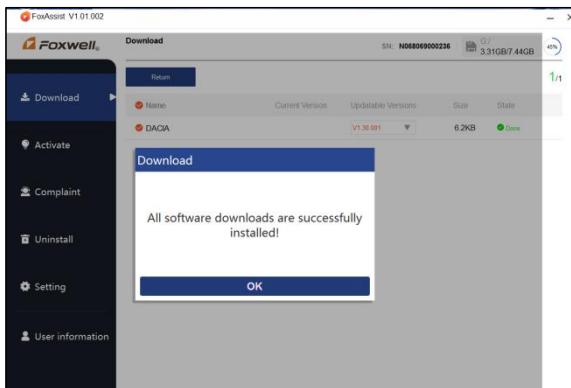 FoxAssist V1.01.002
FOXWELL®
Download
SN: N068069000236
G:/
3.31GB/7.44GB
45%
Return
1/1
Name Current Version Updatable Versions Size State
DACIA V1.30.001 6.2KB Done
Download
Activate
Complaint
Uninstall
Setting
User information
Download
All software downloads are successfully
installed!
OK